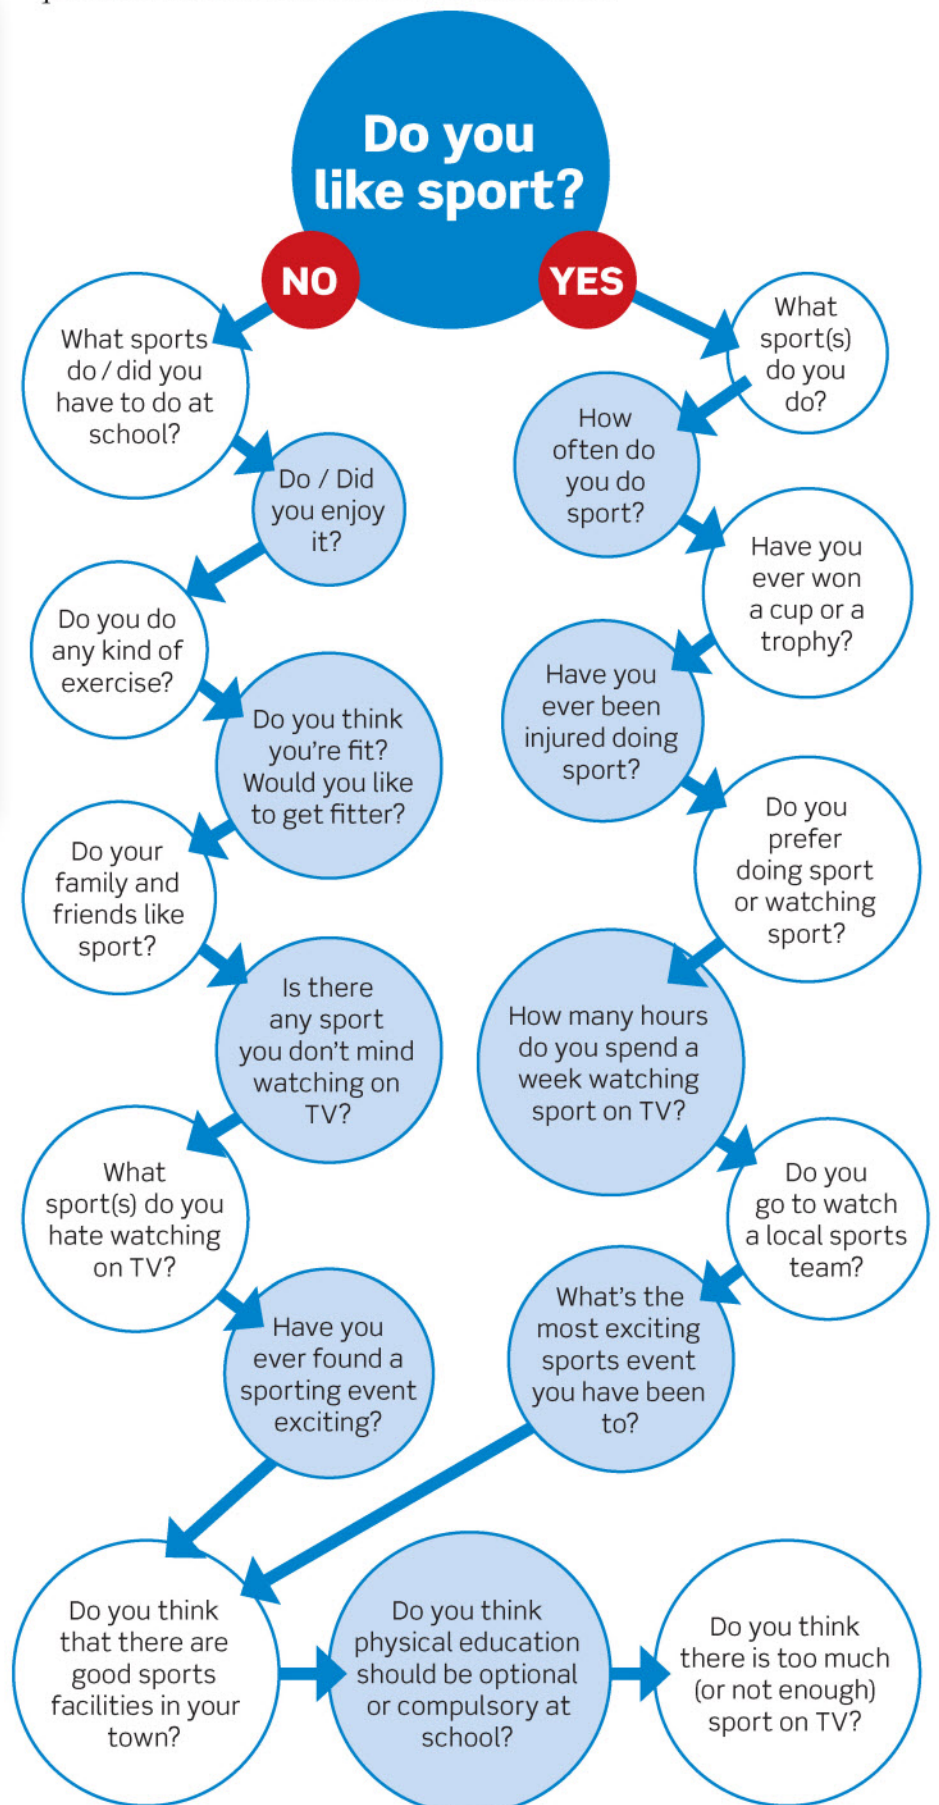 Do you
like sport?
NO
YES
What sports
do / did you
have to do at
school?
Do / Did
you enjoy
it?
Do you do
any kind of
exercise?
Do you think
you're fit?
Would you like
to get fitter?
Do your
family and
friends like
sport?
Is there
any sport
you don't mind
watching on
TV?
What
sport(s) do you
hate watching
on TV?
Have you
ever found a
sporting event
exciting?
What
sport(s)
do you
do?
How
often do
you do
sport?
Have you
ever won
a cup or a
trophy?
Have you
ever been
injured doing
sport?
Do you
prefer
doing sport
or watching
sport?
How many hours
do you spend a
week watching
sport on TV?
Do you
go to watch
a local sports
team?
What's the
most exciting
sports event
you have been
to?
Do you think
that there are
good sports
facilities in your
town?
Do you think
physical education
should be optional
or compulsory at
school?
Do you think
there is too much
(or not enough)
sport on TV?